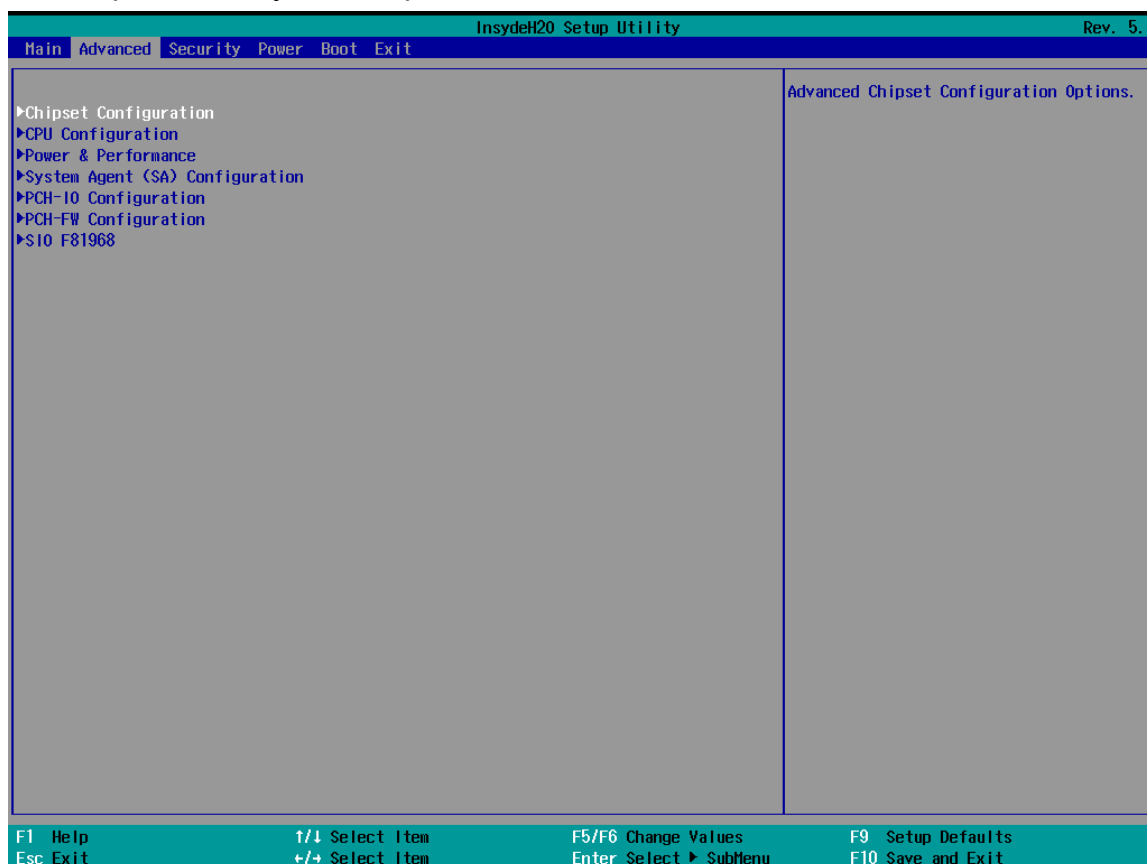 InsydeH20 Setup Utility Rev. 5.
Main Advanced Security Power Boot Exit
Advanced Chipset Configuration Options.
▶Chipset Configuration
▶CPU Configuration
▶Power & Performance
▶System Agent (SA) Configuration
▶PCH-IO Configuration
▶PCH-FW Configuration
▶SIO F81968
F1 Help ↑/↓ Select Item F5/F6 Change Values F9 Setup Defaults
Esc Exit ←/→ Select Item Enter Select ▶ SubMenu F10 Save and Exit